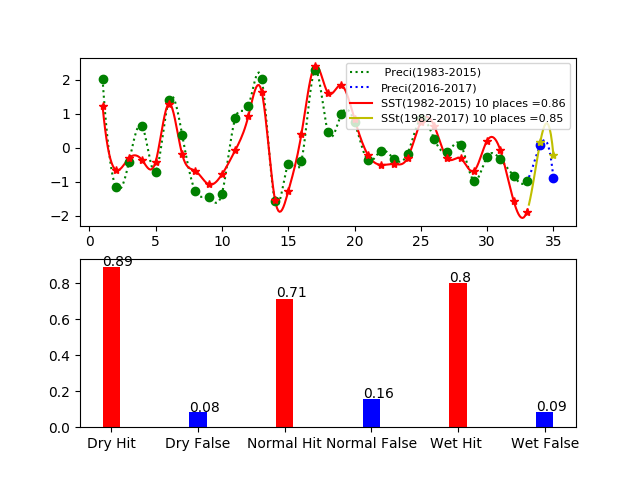 2
1
0
−1
−2
Preci(1983-2015)
Preci(2016-2017)
SST(1982-2015) 10 places =0.86
SST(1982-2017) 10 places =0.85
0 5 10 15 20 25 30 35
0.8
0.6
0.4
0.2
0.0
0.89 0.08 0.71 0.16 0.8 0.09
Dry Hit Dry False Normal Hit Normal False Wet Hit Wet False